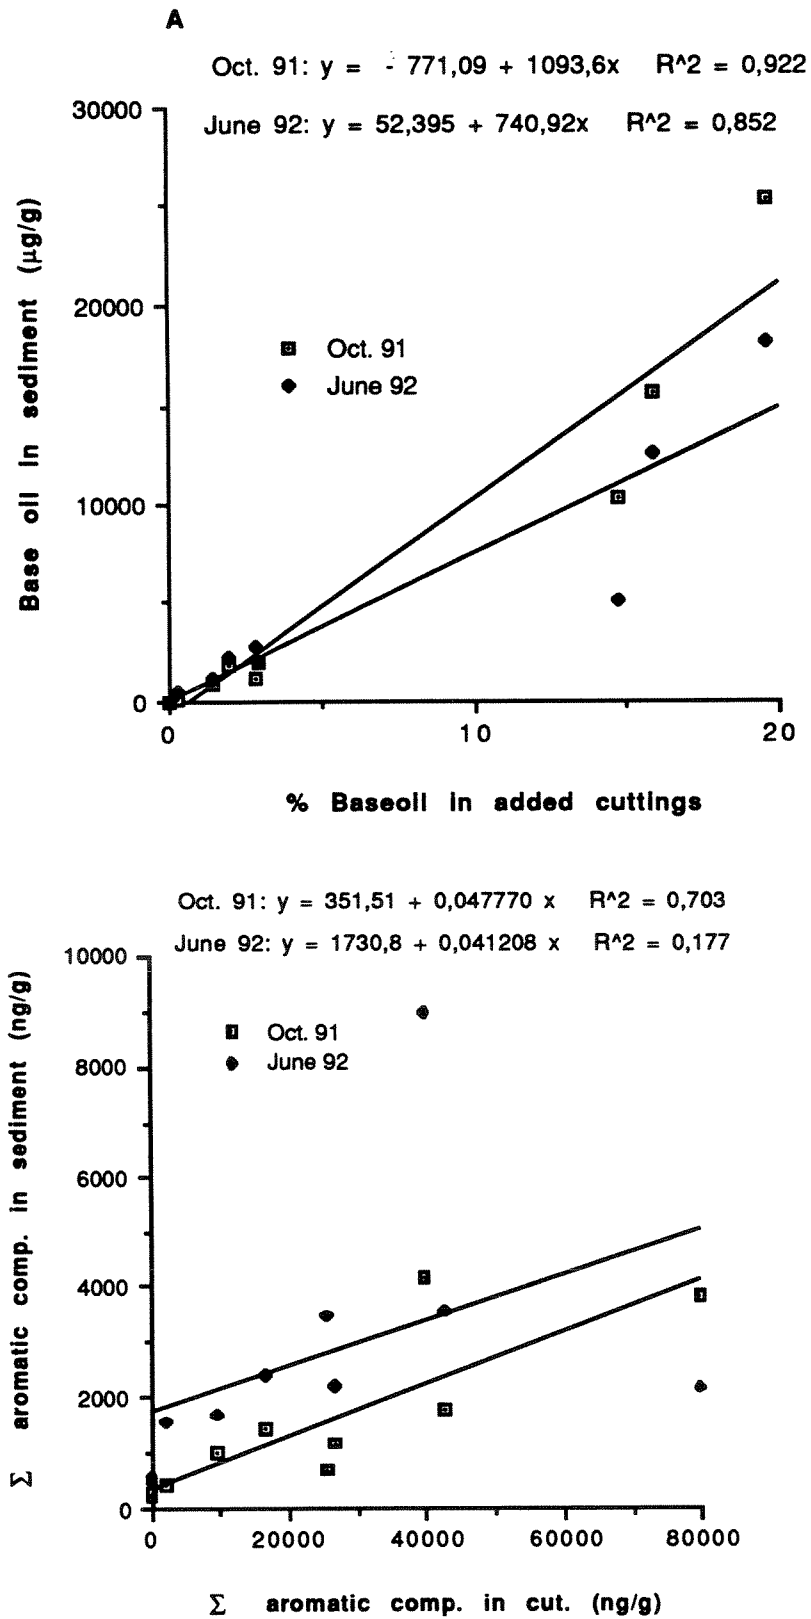 A
Oct. 91: y = - 771,09 + 1093,6x R^2 = 0,922
June 92: y = 52,395 + 740,92x R^2 = 0,852
30000
20000
10000
0
Base oil in sediment (µg/g)
Oct. 91
June 92
0 10 20
% Baseoil in added cuttings
Oct. 91: y = 351,51 + 0,047770 x R^2 = 0,703
June 92: y = 1730,8 + 0,041208 x R^2 = 0,177
10000
8000
6000
4000
2000
0
Σ aromatic comp. in sediment (ng/g)
Oct. 91
June 92
0 20000 40000 60000 80000
Σ aromatic comp. in cut. (ng/g)